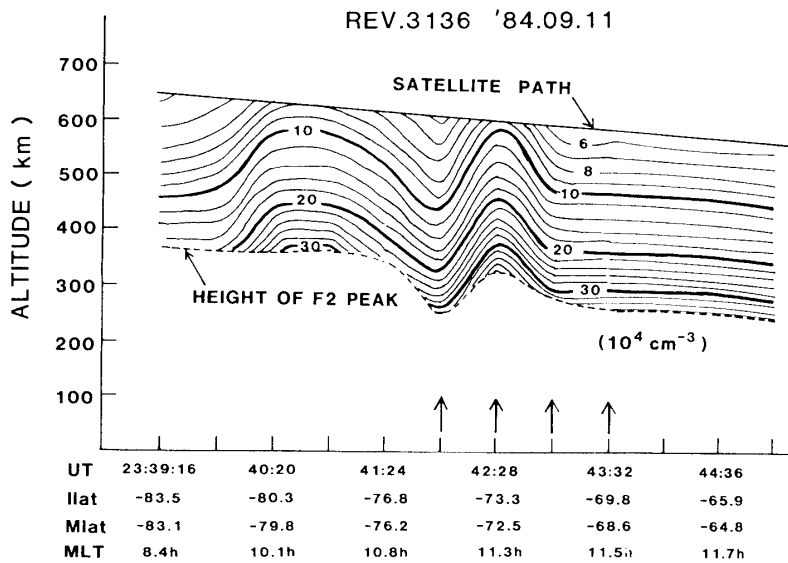 REV.3136 '84.09.11
ALTITUDE ( km )
700
600
500
400
300
200
100
SATELLITE PATH
HEIGHT OF F2 PEAK
10
20
30
6
8
10
20
30
(10⁴ cm⁻³)
UT 23:39:16 40:20 41:24 42:28 43:32 44:36
Ilat -83.5 -80.3 -76.8 -73.3 -69.8 -65.9
Mlat -83.1 -79.8 -76.2 -72.5 -68.6 -64.8
MLT 8.4h 10.1h 10.8h 11.3h 11.5h 11.7h